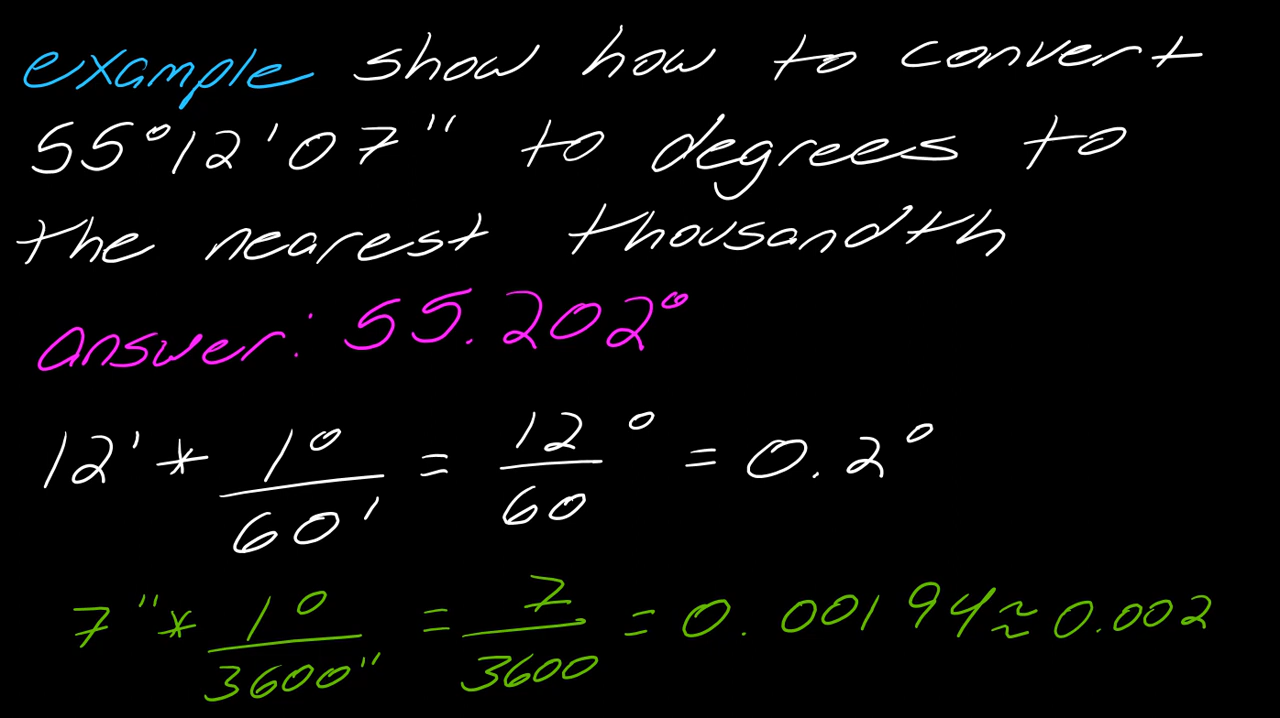 example show how to convert
55°12'07" to degrees to
the nearest thousandth
answer: 55.202°
12' * 1°/60' = 12/60° = 0.2°
7" * 1°/3600" = 7/3600 = 0.00194 ≈ 0.002